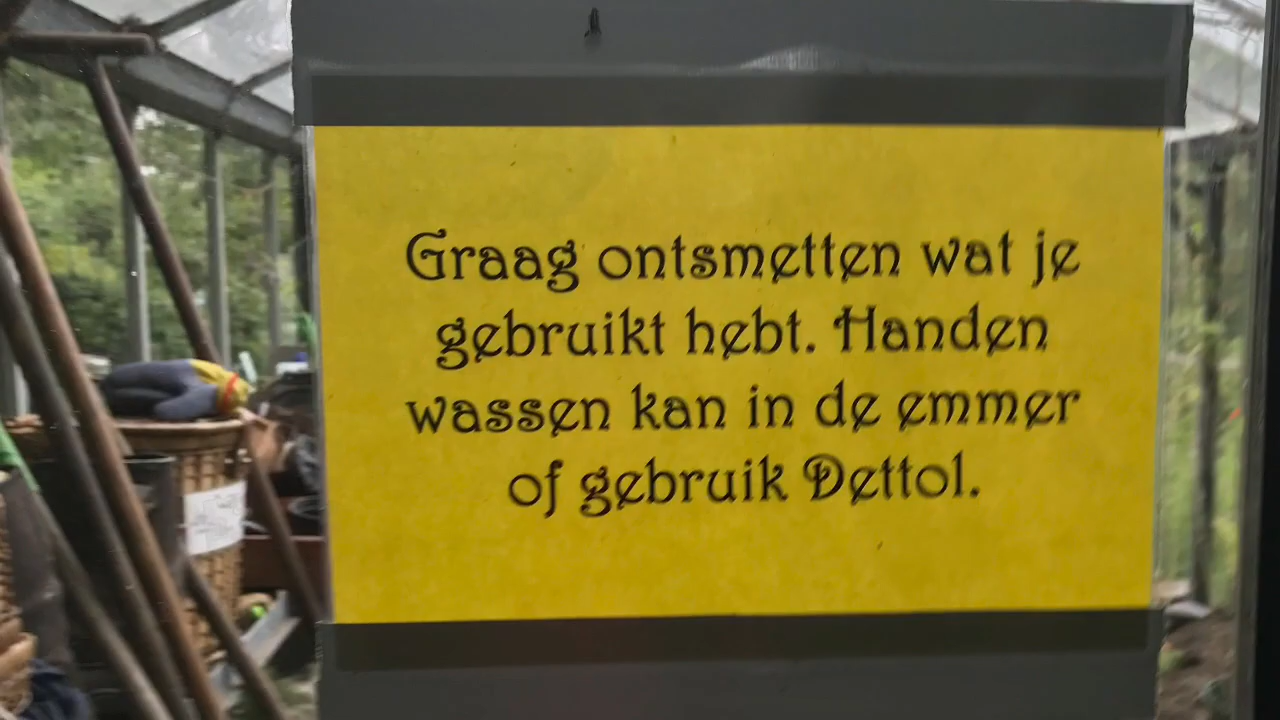 Graag ontsmetten wat je
gebruikt hebt. Handen
wassen kan in de emmer
of gebruik Dettol.